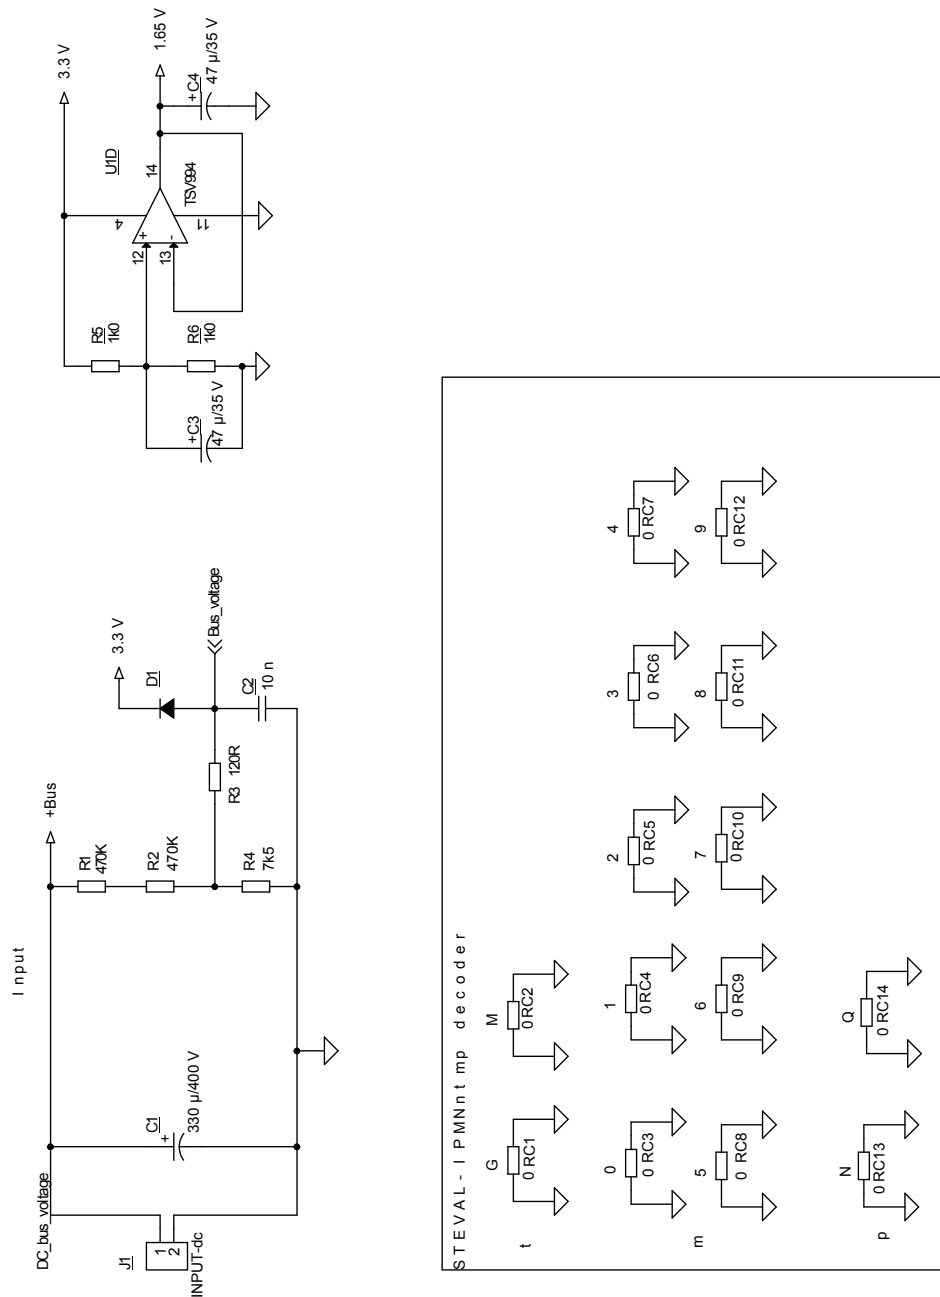 Input
J1
INPUT-dc
1
2
DC_bus_voltage
C1
+
330 µ/400 V
+Bus
R1
470K
R2
470K
R4
7k5
R3 120R
D1
3.3 V
C2
10 n
Bus_voltage
+C3
47 µ/35 V
R5
1k0
R6
1k0
12
13
+
-
4
11
U1D
14
TSV994
3.3 V
1.65 V
+C4
47 µ/35 V
STEVAL-IPMNntmp decoder
t
G
0 RC1
M
0 RC2
m
0
0 RC3
1
0 RC4
2
0 RC5
3
0 RC6
4
0 RC7
5
0 RC8
6
0 RC9
7
0 RC10
8
0 RC11
9
0 RC12
p
N
0 RC13
Q
0 RC14